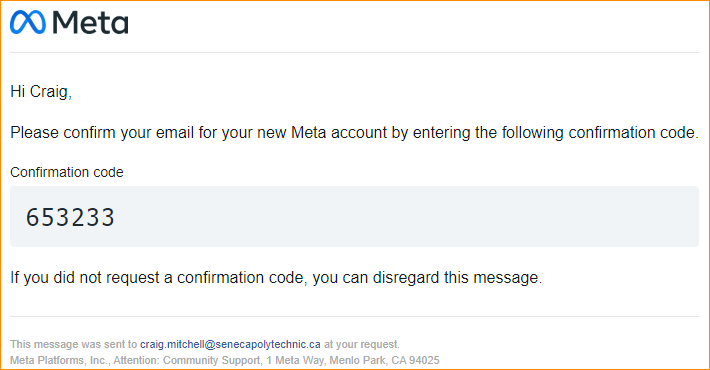 Meta
Hi Craig,
Please confirm your email for your new Meta account by entering the following confirmation code.
Confirmation code
653233
If you did not request a confirmation code, you can disregard this message.
This message was sent to craig.mitchell@senecapolytechnic.ca at your request.
Meta Platforms, Inc., Attention: Community Support, 1 Meta Way, Menlo Park, CA 94025